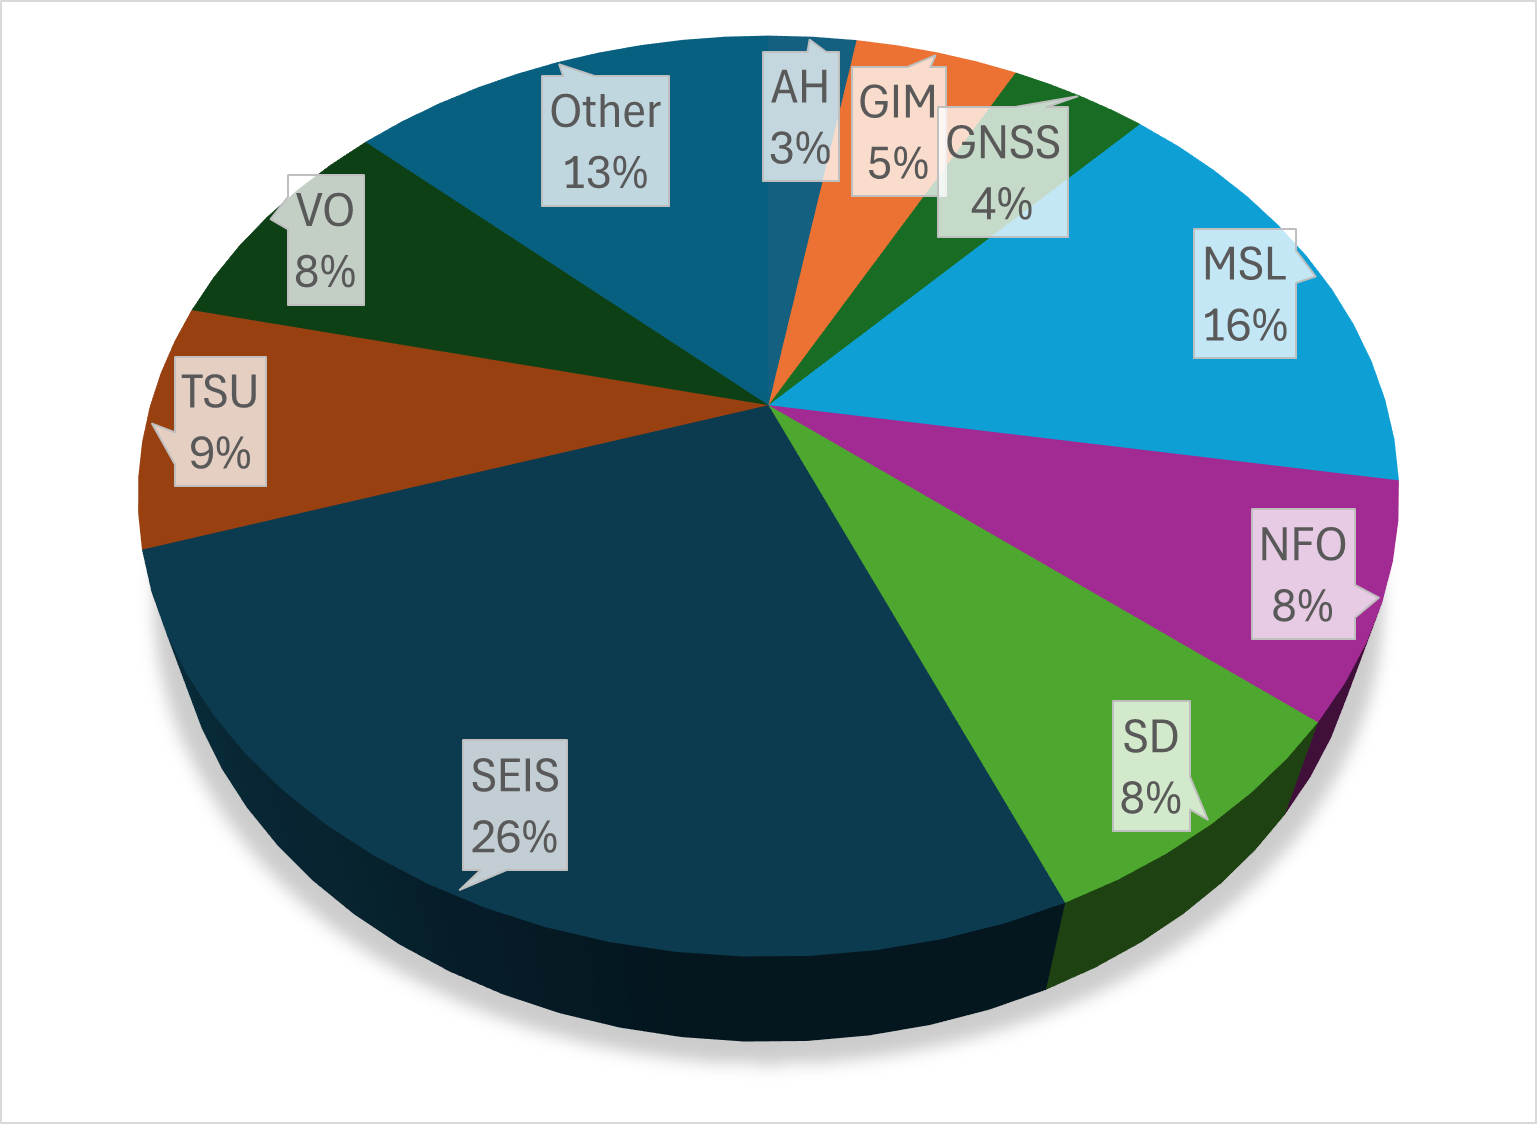 AH
3%
GIM
5%
GNSS
4%
MSL
16%
NFO
8%
SD
8%
SEIS
26%
TSU
9%
VO
8%
Other
13%